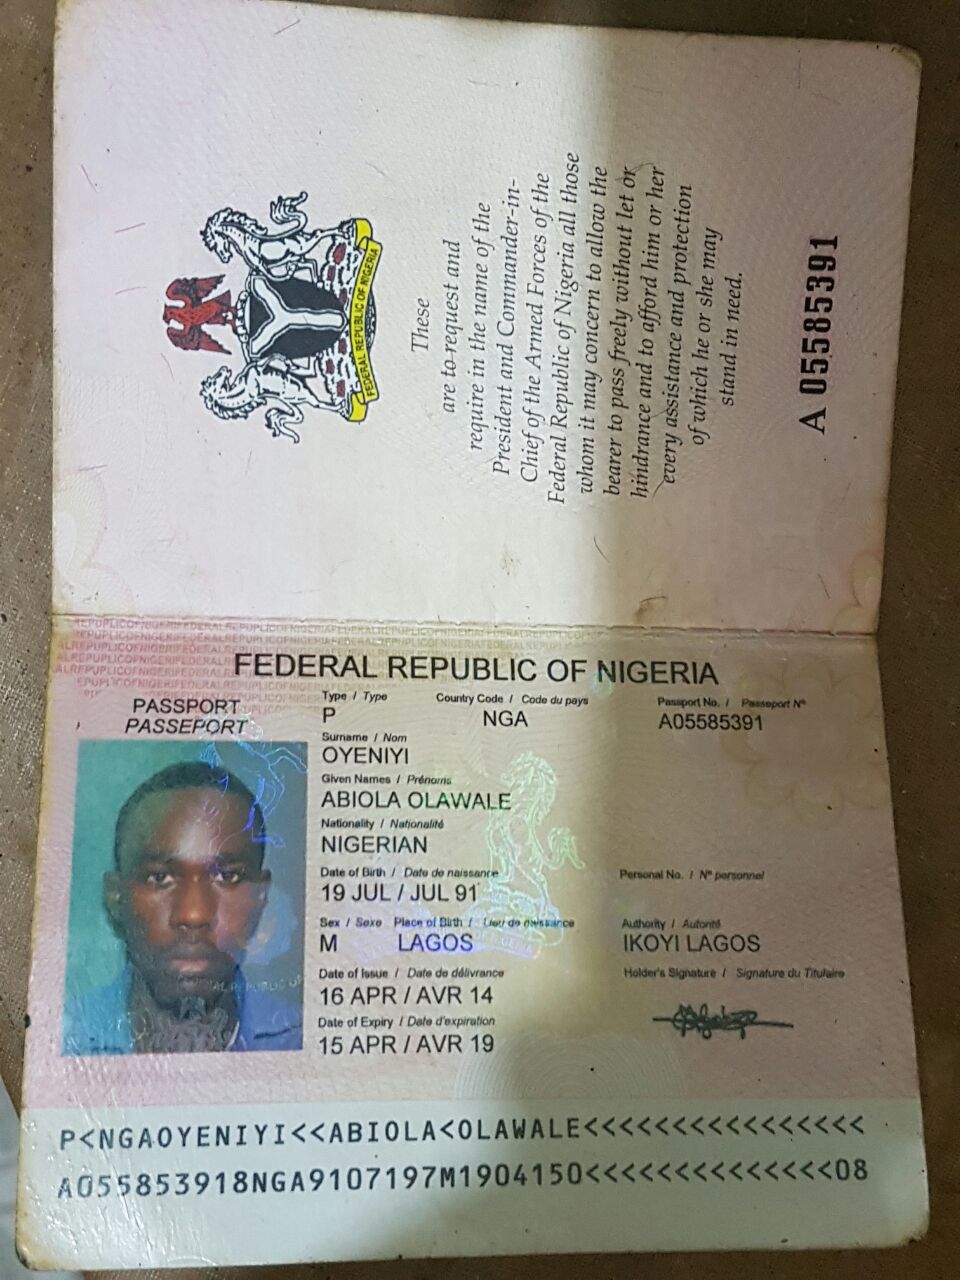 FEDERAL REPUBLIC OF NIGERIA
These
are to request and
require in the name of the
President and Commander-in-
Chief of the Armed Forces of the
Federal Republic of Nigeria all those
whom it may concern to allow the
bearer to pass freely without let or
hindrance and to afford him or her
every assistance and protection
of which he or she may
stand in need.
A 05585391
FEDERAL REPUBLIC OF NIGERIA
PASSPORT
PASSEPORT
Type / Type
Country Code / Code du pays
Passport No. / Passeport N°
P
NGA
A05585391
Surname / Nom
OYENIYI
Given Names / Prénoms
ABIOLA OLAWALE
Nationality / Nationalité
NIGERIAN
Date of Birth / Date de naissance
Personal No. / N° personnel
19 JUL / JUL 91
Sex / Sexe Place of Birth / Lieu de naissance
Authority / Autorité
M LAGOS
IKOYI LAGOS
Date of Issue / Date de délivrance
Holder's Signature / Signature du Titulaire
16 APR / AVR 14
Date of Expiry / Date d'expiration
15 APR / AVR 19
P<NGAOYENIYI<<ABIOLA<OLAWALE<<<<<<<<<<<<<<<<
A055853918NGA9107197M1904150<<<<<<<<<<<<<<08